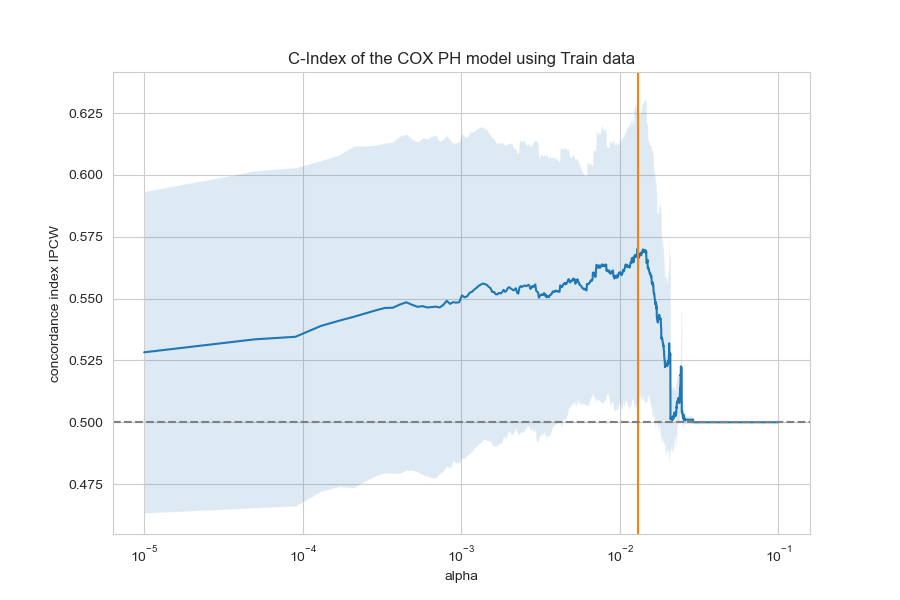 C-Index of the COX PH model using Train data
concordance index IPCW
0.625
0.600
0.575
0.550
0.525
0.500
0.475
10⁻⁵ 10⁻⁴ 10⁻³ 10⁻² 10⁻¹
alpha